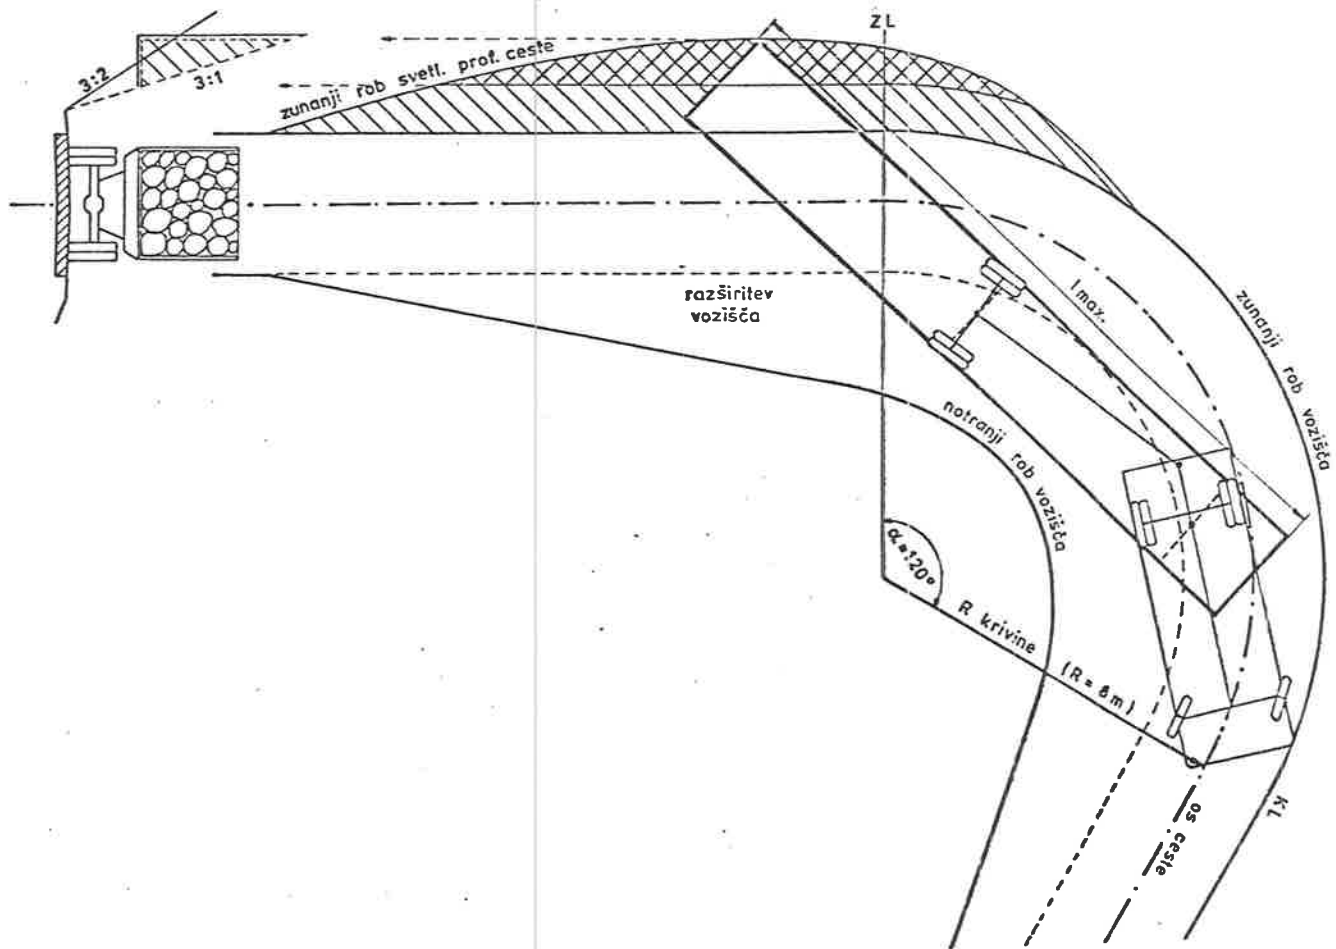 ZL
zunanji rob svetl. prof. ceste
3:2
3:1
razširitev
vozišča
l max.
zunanji rob vozišča
notranji rob vozišča
α=120°
R krivine (R = 8 m)
os ceste
KL